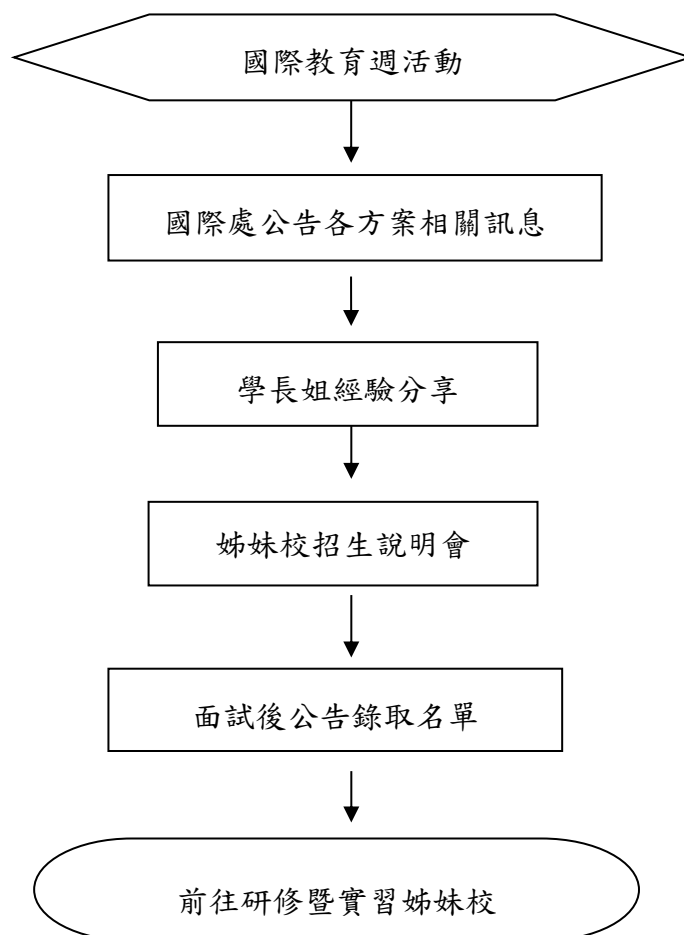 國際教育週活動
國際處公告各方案相關訊息
學長姐經驗分享
姊妹校招生說明會
面試後公告錄取名單
前往研修暨實習姊妹校